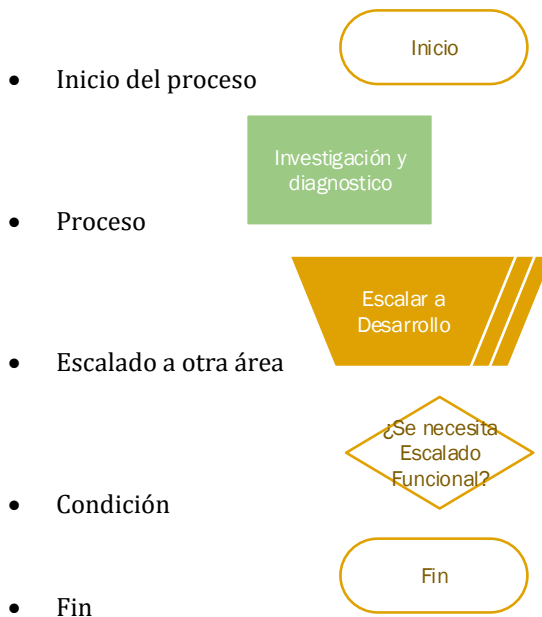 Inicio
• Inicio del proceso
Investigación y
diagnostico
• Proceso
Escalar a
Desarrollo
• Escalado a otra área
¿Se necesita
Escalado
Funcional?
• Condición
Fin
• Fin